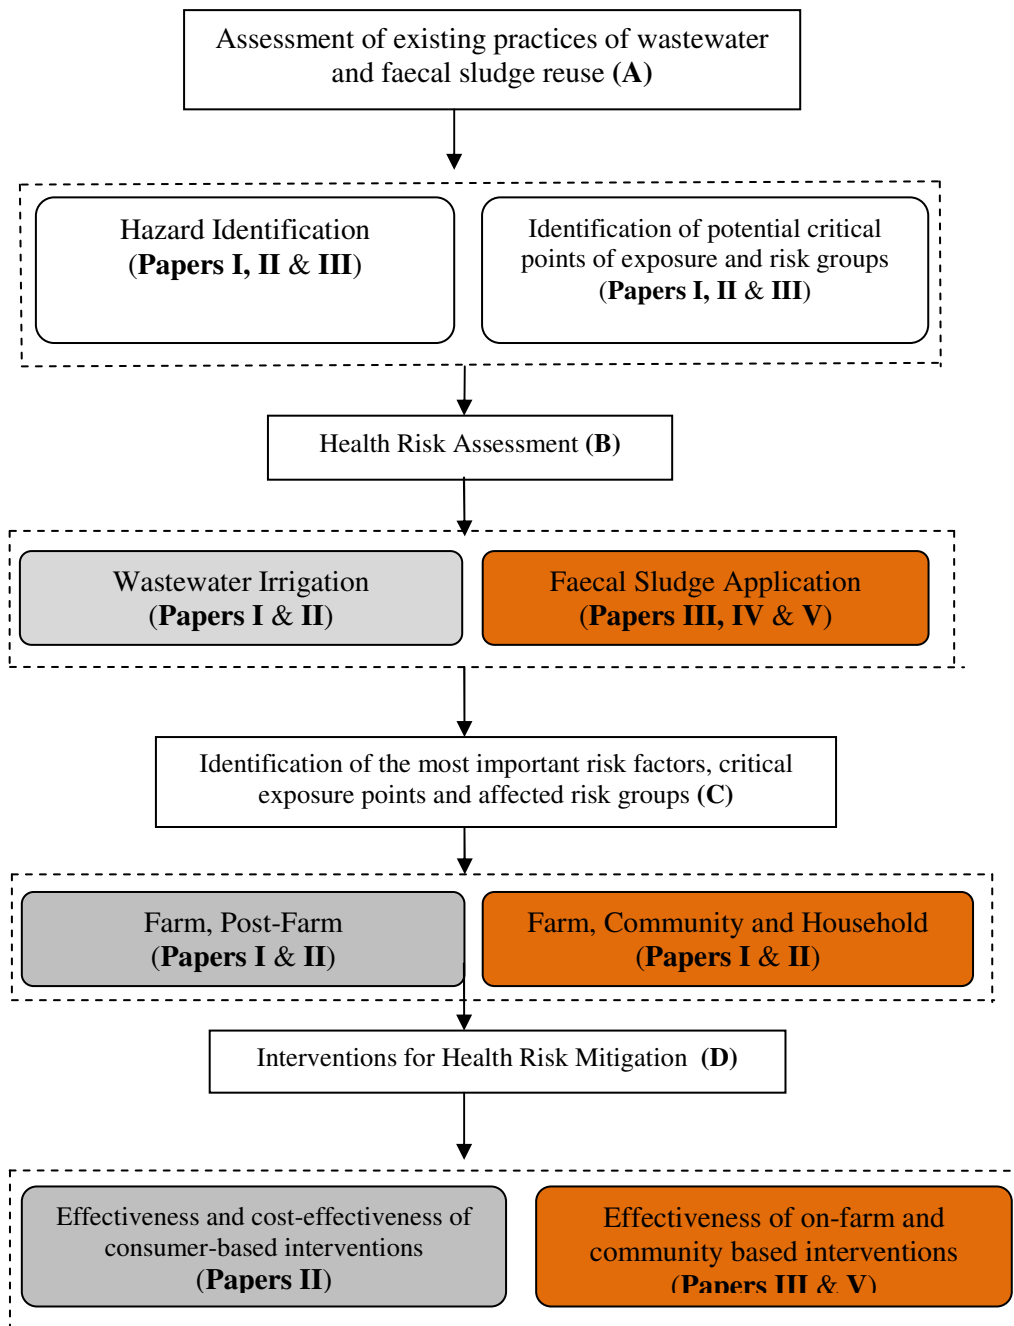 Assessment of existing practices of wastewater
and faecal sludge reuse (A)
Hazard Identification
(Papers I, II & III)
Identification of potential critical
points of exposure and risk groups
(Papers I, II & III)
Health Risk Assessment (B)
Wastewater Irrigation
(Papers I & II)
Faecal Sludge Application
(Papers III, IV & V)
Identification of the most important risk factors, critical
exposure points and affected risk groups (C)
Farm, Post-Farm
(Papers I & II)
Farm, Community and Household
(Papers I & II)
Interventions for Health Risk Mitigation (D)
Effectiveness and cost-effectiveness of
consumer-based interventions
(Papers II)
Effectiveness of on-farm and
community based interventions
(Papers III & V)